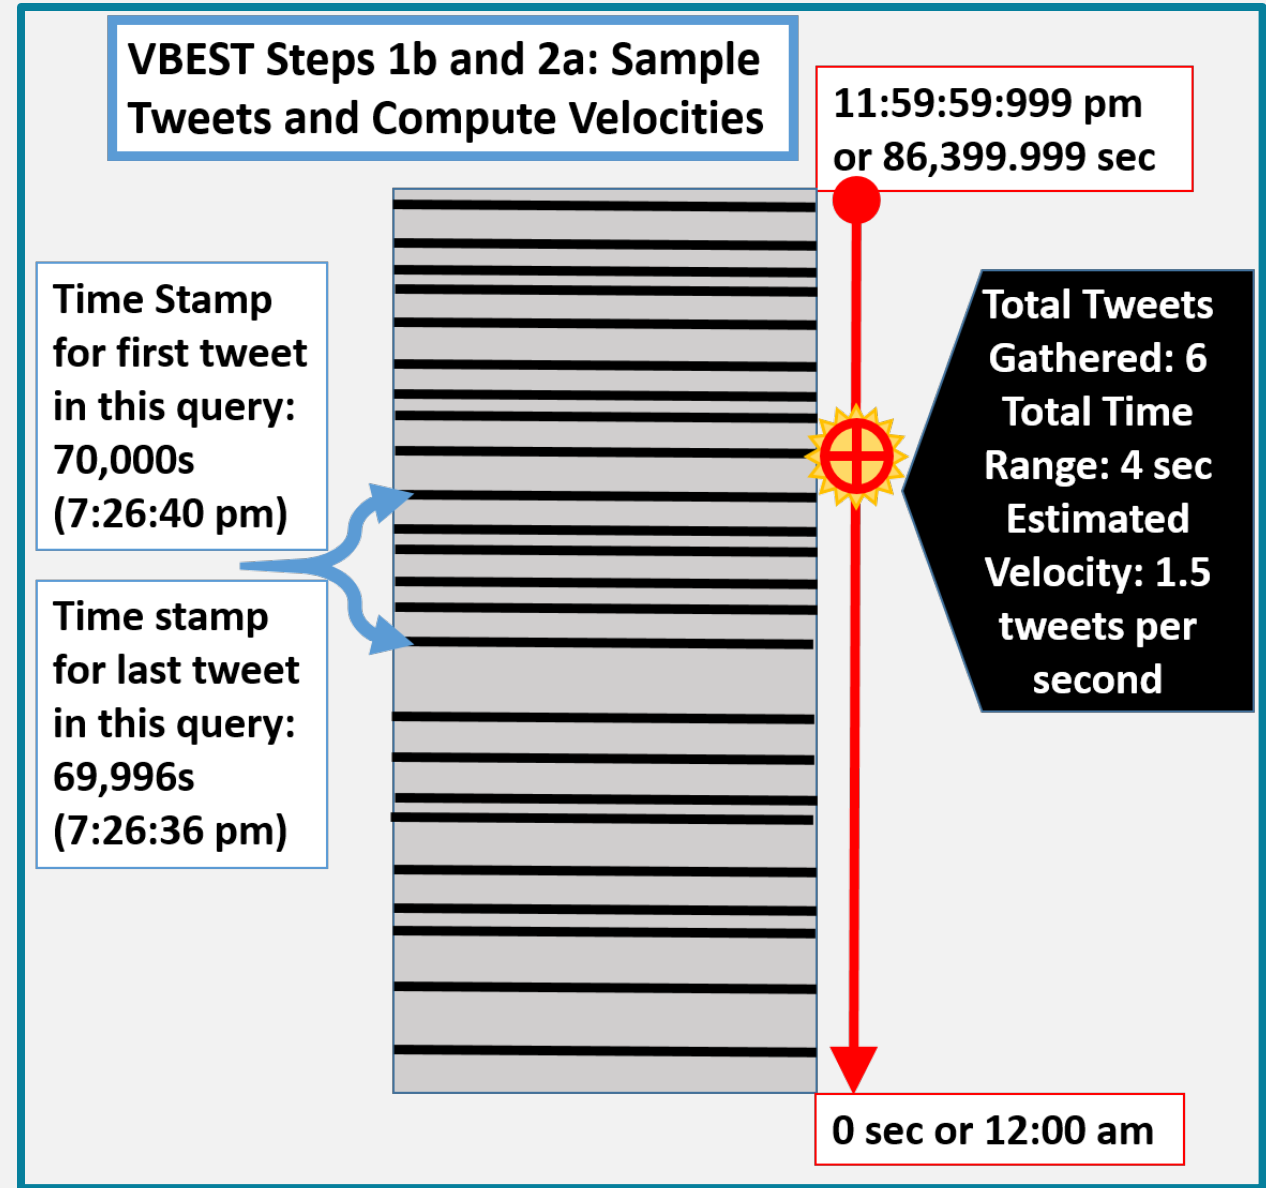 VBEST Steps 1b and 2a: Sample
Tweets and Compute Velocities
11:59:59:999 pm
or 86,399.999 sec
Time Stamp
for first tweet
in this query:
70,000s
(7:26:40 pm)
Time stamp
for last tweet
in this query:
69,996s
(7:26:36 pm)
Total Tweets
Gathered: 6
Total Time
Range: 4 sec
Estimated
Velocity: 1.5
tweets per
second
0 sec or 12:00 am